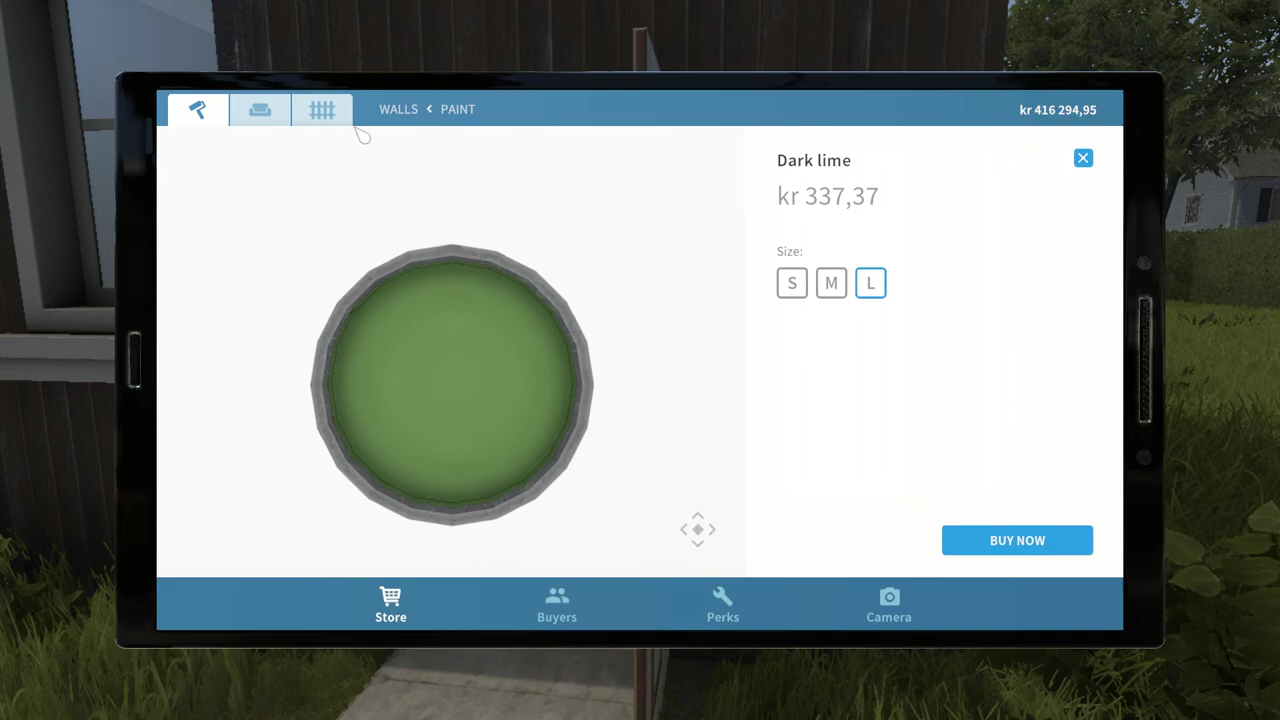 WALLS < PAINT
kr 416 294,95
Dark lime
kr 337,37
Size:
S M L
BUY NOW
Store Buyers Perks Camera